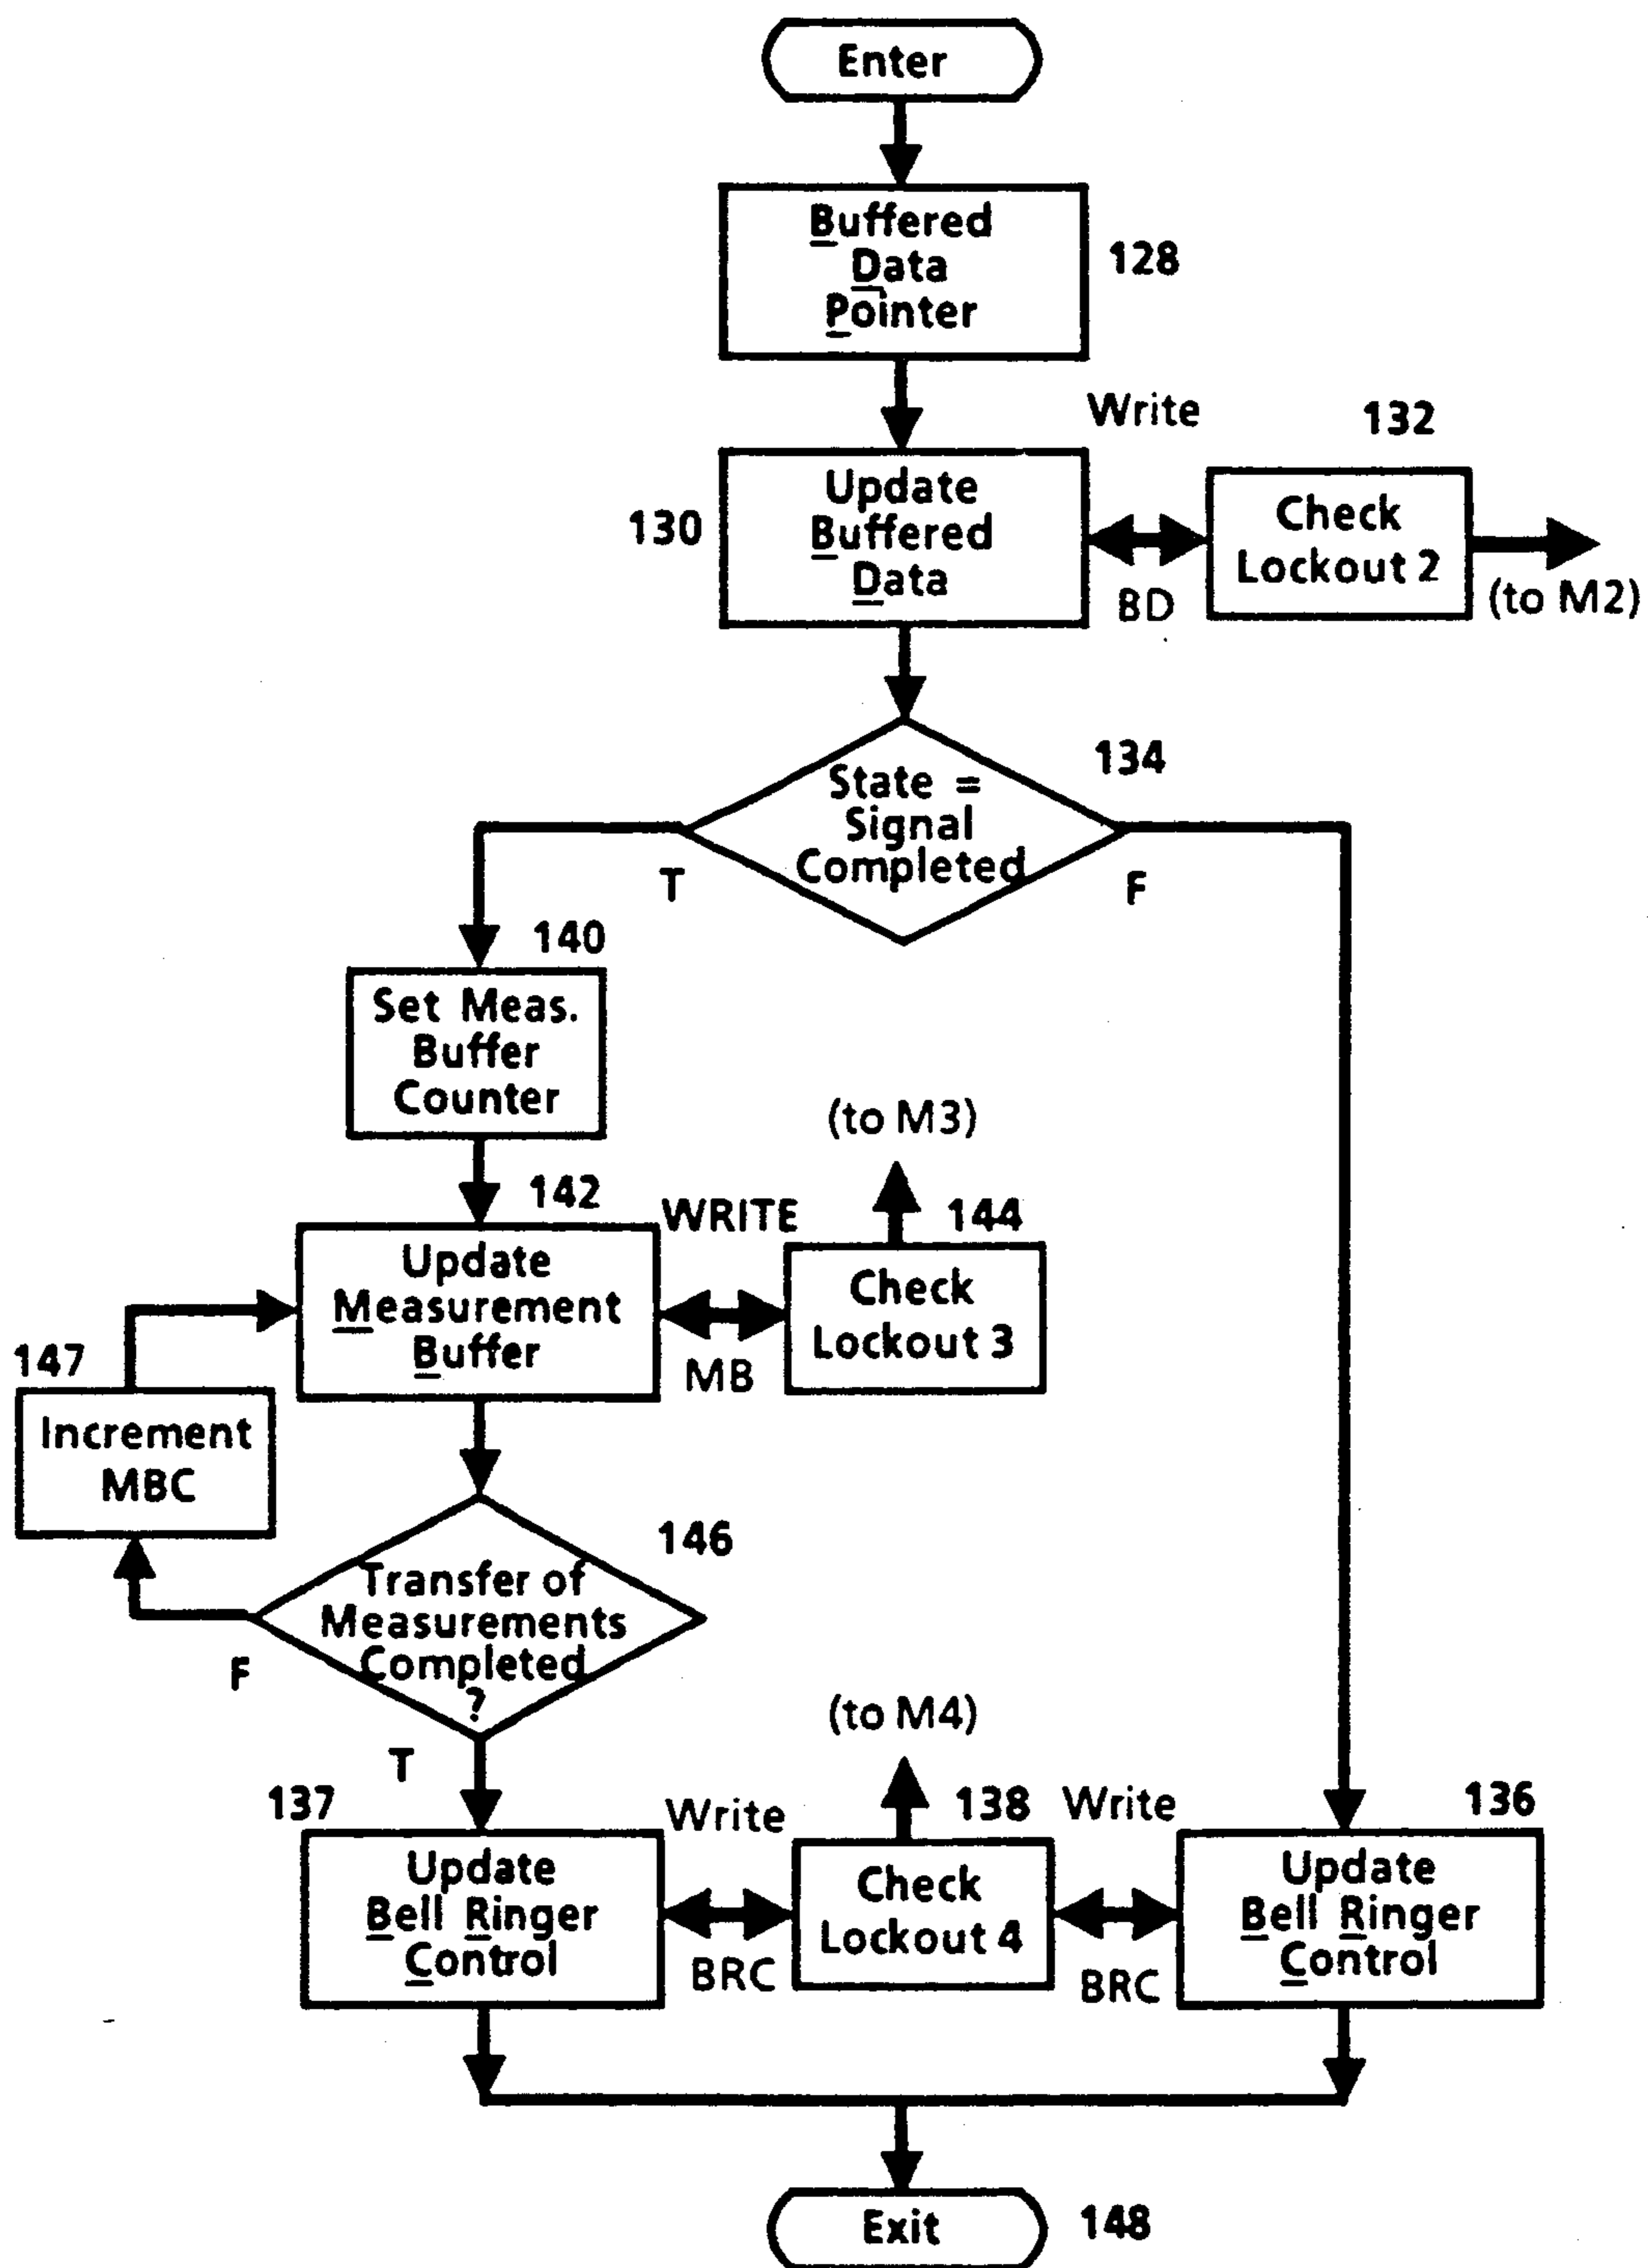 Enter
Buffered
Data
Pointer
128
Write
132
130
Update
Buffered
Data
BD
Check
Lockout 2
(to M2)
134
State =
Signal
Completed
T
F
140
Set Meas.
Buffer
Counter
(to M3)
142
WRITE
144
Update
Measurement
Buffer
MB
Check
Lockout 3
147
Increment
MBC
146
Transfer of
Measurements
Completed
?
F
T
(to M4)
137
Write
138
Write
136
Update
Bell Ringer
Control
BRC
Check
Lockout 4
BRC
Update
Bell Ringer
Control
Exit
148